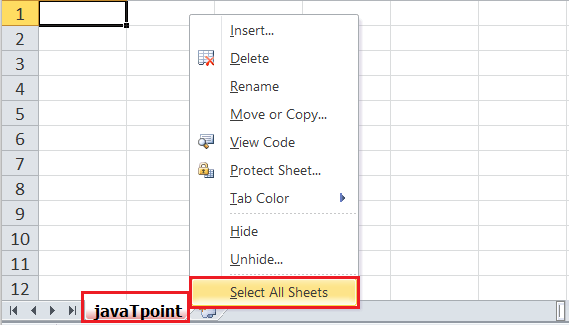 1
2
3
4
5
6
7
8
9
10
11
12
Insert...
Delete
Rename
Move or Copy...
View Code
Protect Sheet...
Tab Color
Hide
Unhide...
Select All Sheets
javaTpoint